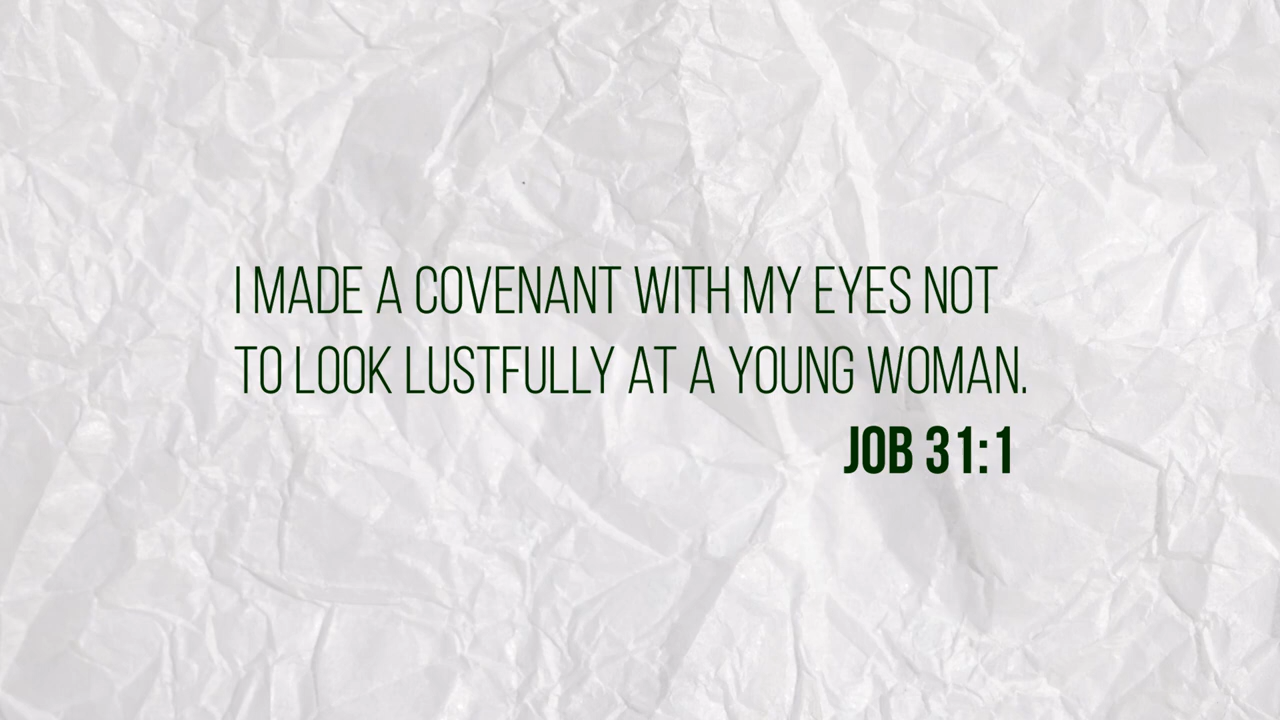 I MADE A COVENANT WITH MY EYES NOT
TO LOOK LUSTFULLY AT A YOUNG WOMAN.
JOB 31:1